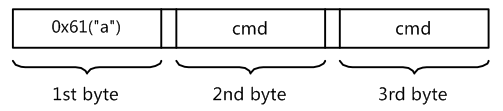 0x61("a") cmd cmd
1st byte 2nd byte 3rd byte